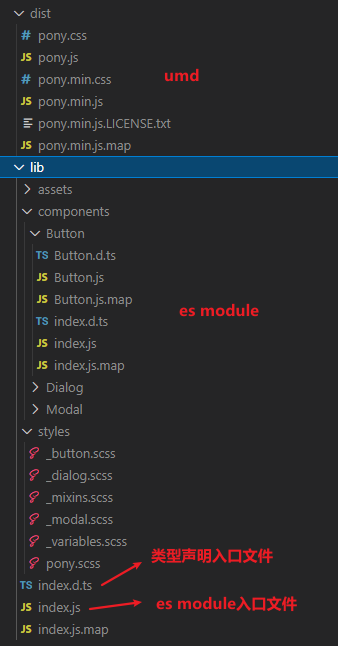 dist
# pony.css
JS pony.js
# pony.min.css
umd
JS pony.min.js
pony.min.js.LICENSE.txt
JS pony.min.js.map
lib
assets
components
Button
TS Button.d.ts
JS Button.js
JS Button.js.map
es module
TS index.d.ts
JS index.js
JS index.js.map
Dialog
Modal
styles
_button.scss
_dialog.scss
_mixins.scss
_modal.scss
_variables.scss
pony.scss
类型声明入口文件
TS index.d.ts
JS index.js
es module入口文件
JS index.js.map